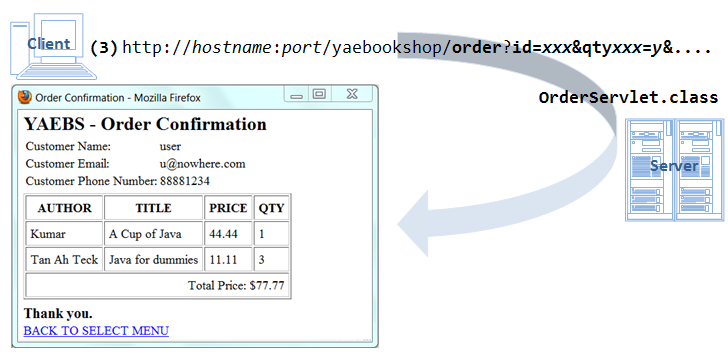 Client
(3) http://hostname:port/yaebookshop/order?id=xxx&qtyxxx=y&....
OrderServlet.class
Server
Order Confirmation - Mozilla Firefox
YAEBS - Order Confirmation
Customer Name: user
Customer Email: u@nowhere.com
Customer Phone Number: 88881234
AUTHOR TITLE PRICE QTY
Kumar A Cup of Java 44.44 1
Tan Ah Teck Java for dummies 11.11 3
Total Price: $77.77
Thank you.
BACK TO SELECT MENU